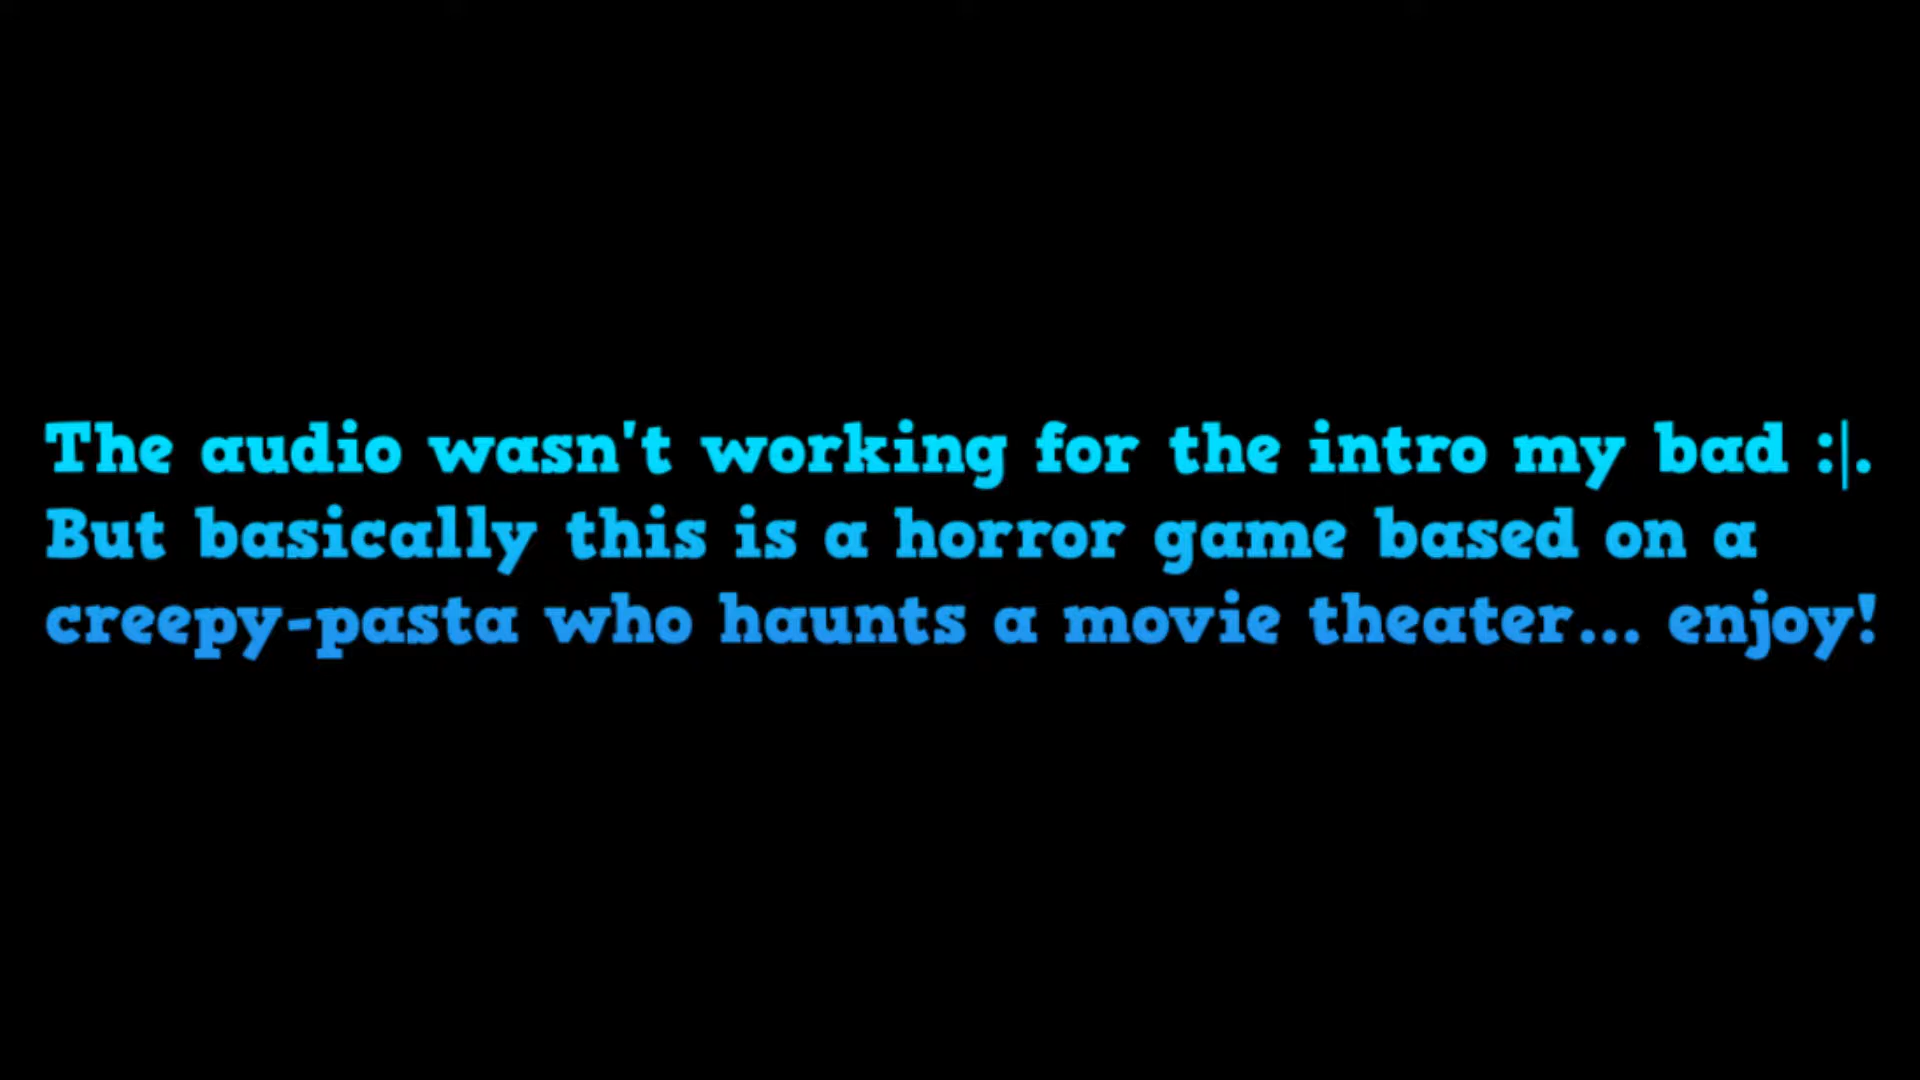 The audio wasn't working for the intro my bad :|.
But basically this is a horror game based on a
creepy-pasta who haunts a movie theater... enjoy!